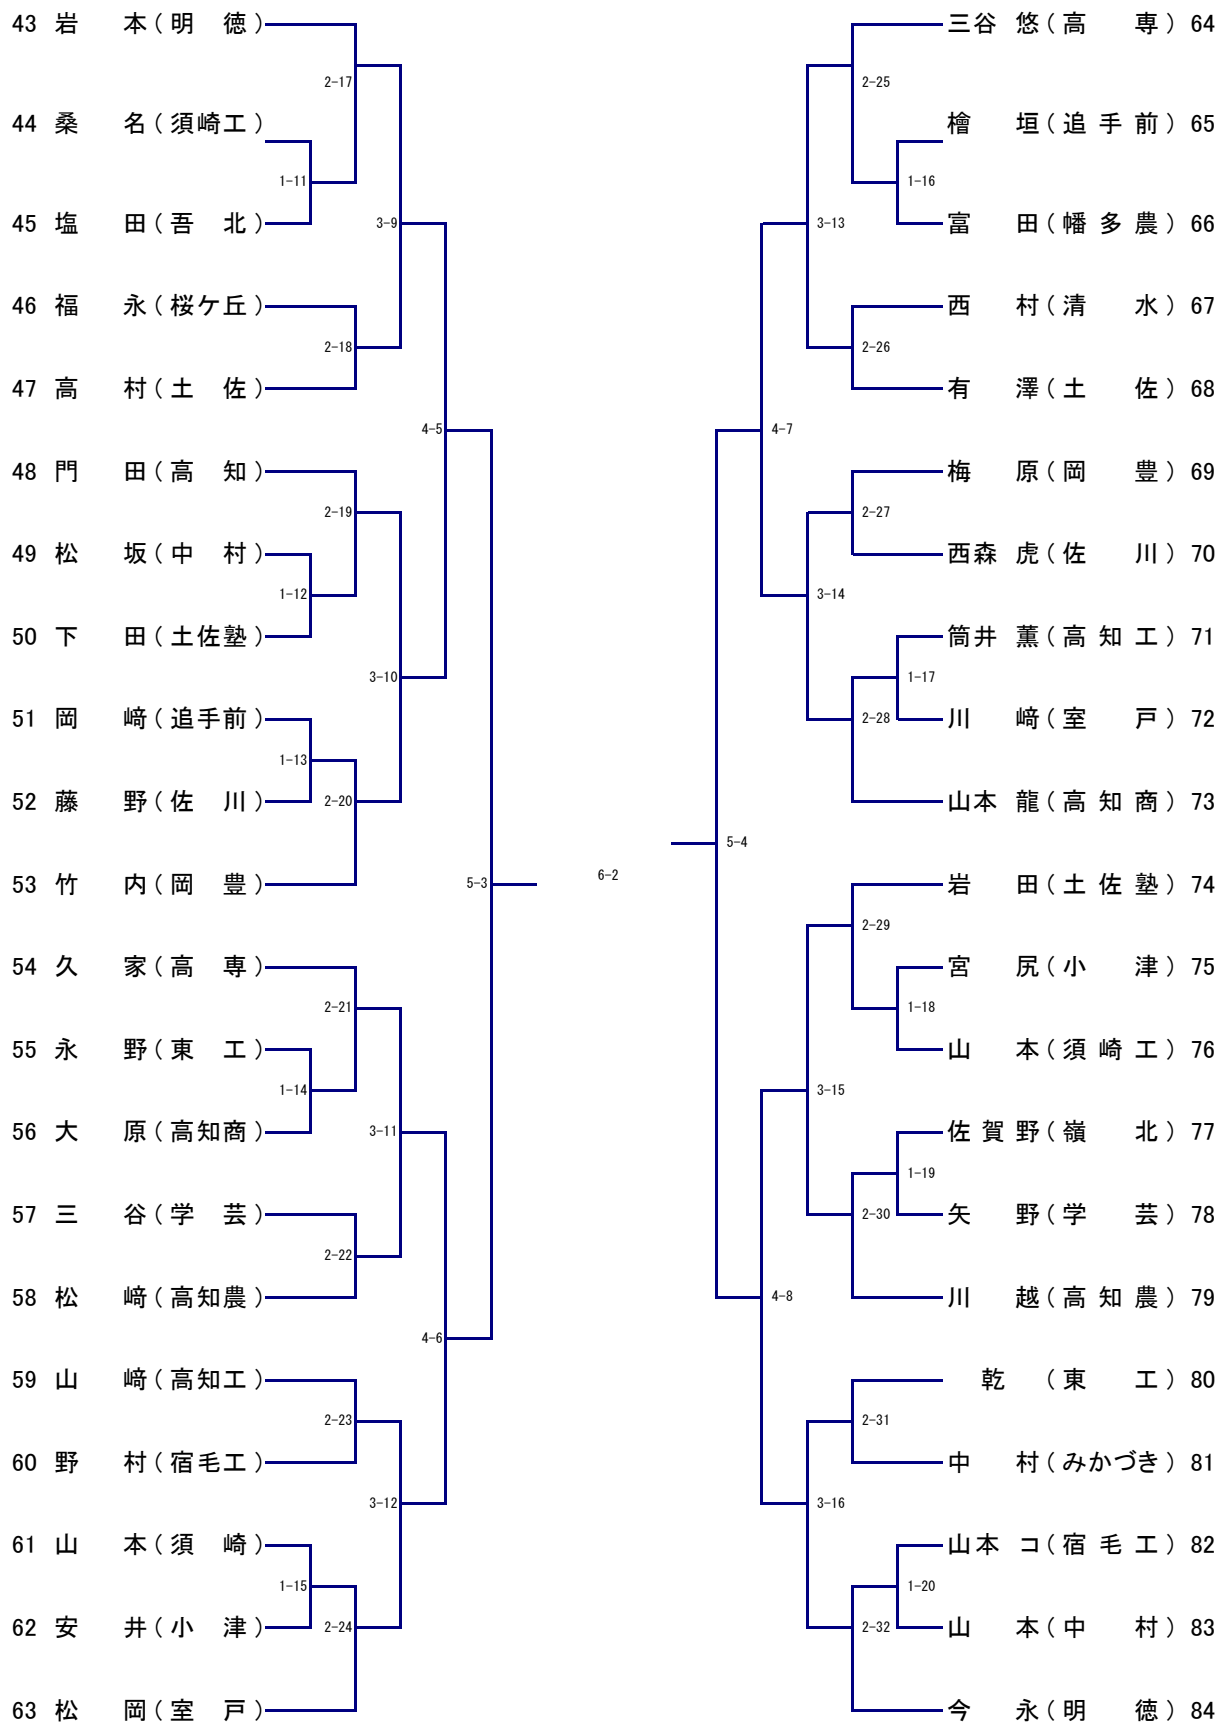 43 岩 本(明 徳)
2-17
44 桑 名(須崎工)
1-11
45 塩 田(吾 北)
3-9
46 福 永(桜ケ丘)
2-18
47 高 村(土 佐)
4-5
48 門 田(高 知)
2-19
49 松 坂(中 村)
1-12
50 下 田(土佐塾)
3-10
51 岡 﨑(追手前)
1-13
52 藤 野(佐 川)
2-20
53 竹 内(岡 豊)
5-3
54 久 家(高 専)
2-21
55 永 野(東 工)
1-14
56 大 原(高知商)
3-11
57 三 谷(学 芸)
2-22
58 松 﨑(高知農)
4-6
59 山 﨑(高知工)
2-23
60 野 村(宿毛工)
3-12
61 山 本(須 崎)
1-15
62 安 井(小 津)
2-24
63 松 岡(室 戸)
6-2
三谷 悠(高 専) 64
2-25
檜 垣(追手前) 65
1-16
富 田(幡多農) 66
3-13
西 村(清 水) 67
2-26
有 澤(土 佐) 68
4-7
梅 原(岡 豊) 69
2-27
西森 虎(佐 川) 70
3-14
筒井 薫(高知工) 71
1-17
川 﨑(室 戸) 72
2-28
山本 龍(高知商) 73
5-4
岩 田(土佐塾) 74
2-29
宮 尻(小 津) 75
1-18
山 本(須崎工) 76
3-15
佐賀野(嶺 北) 77
1-19
矢 野(学 芸) 78
2-30
川 越(高知農) 79
4-8
乾 (東 工) 80
2-31
中 村(みかづき) 81
3-16
山本 コ(宿毛工) 82
1-20
山 本(中 村) 83
2-32
今 永(明 徳) 84